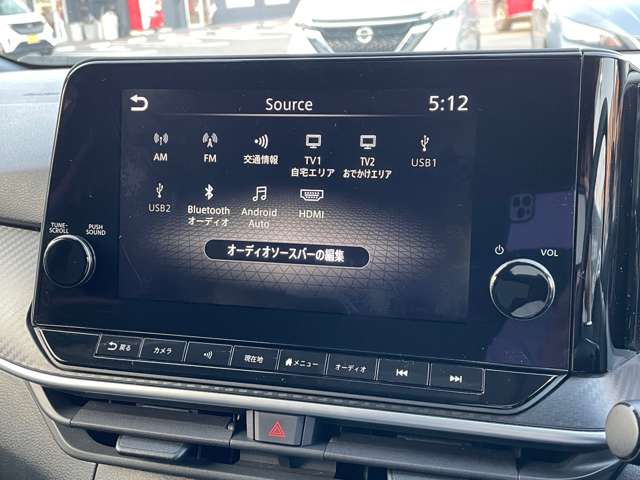 Source
5:12
AM
FM
交通情報
TV1
自宅エリア
TV2
おでかけエリア
USB1
USB2
Bluetooth
オーディオ
Android
Auto
HDMI
オーディオソースバーの編集
TUNE·
SCROLL
PUSH
SOUND
VOL
戻る
カメラ
現在地
メニュー
オーディオ